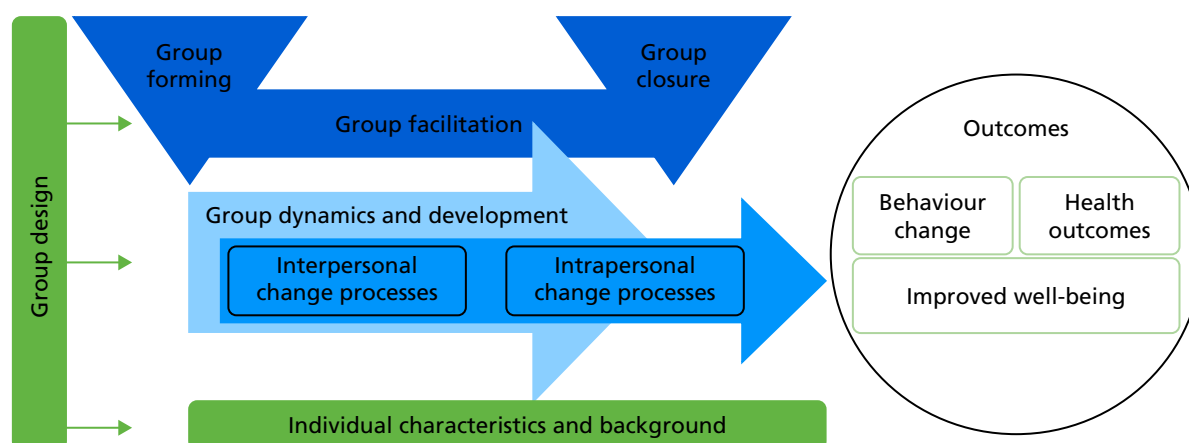 Group design
Group
forming
Group
closure
Group facilitation
Group dynamics and development
Interpersonal
change processes
Intrapersonal
change processes
Individual characteristics and background
Outcomes
Behaviour
change
Health
outcomes
Improved well-being